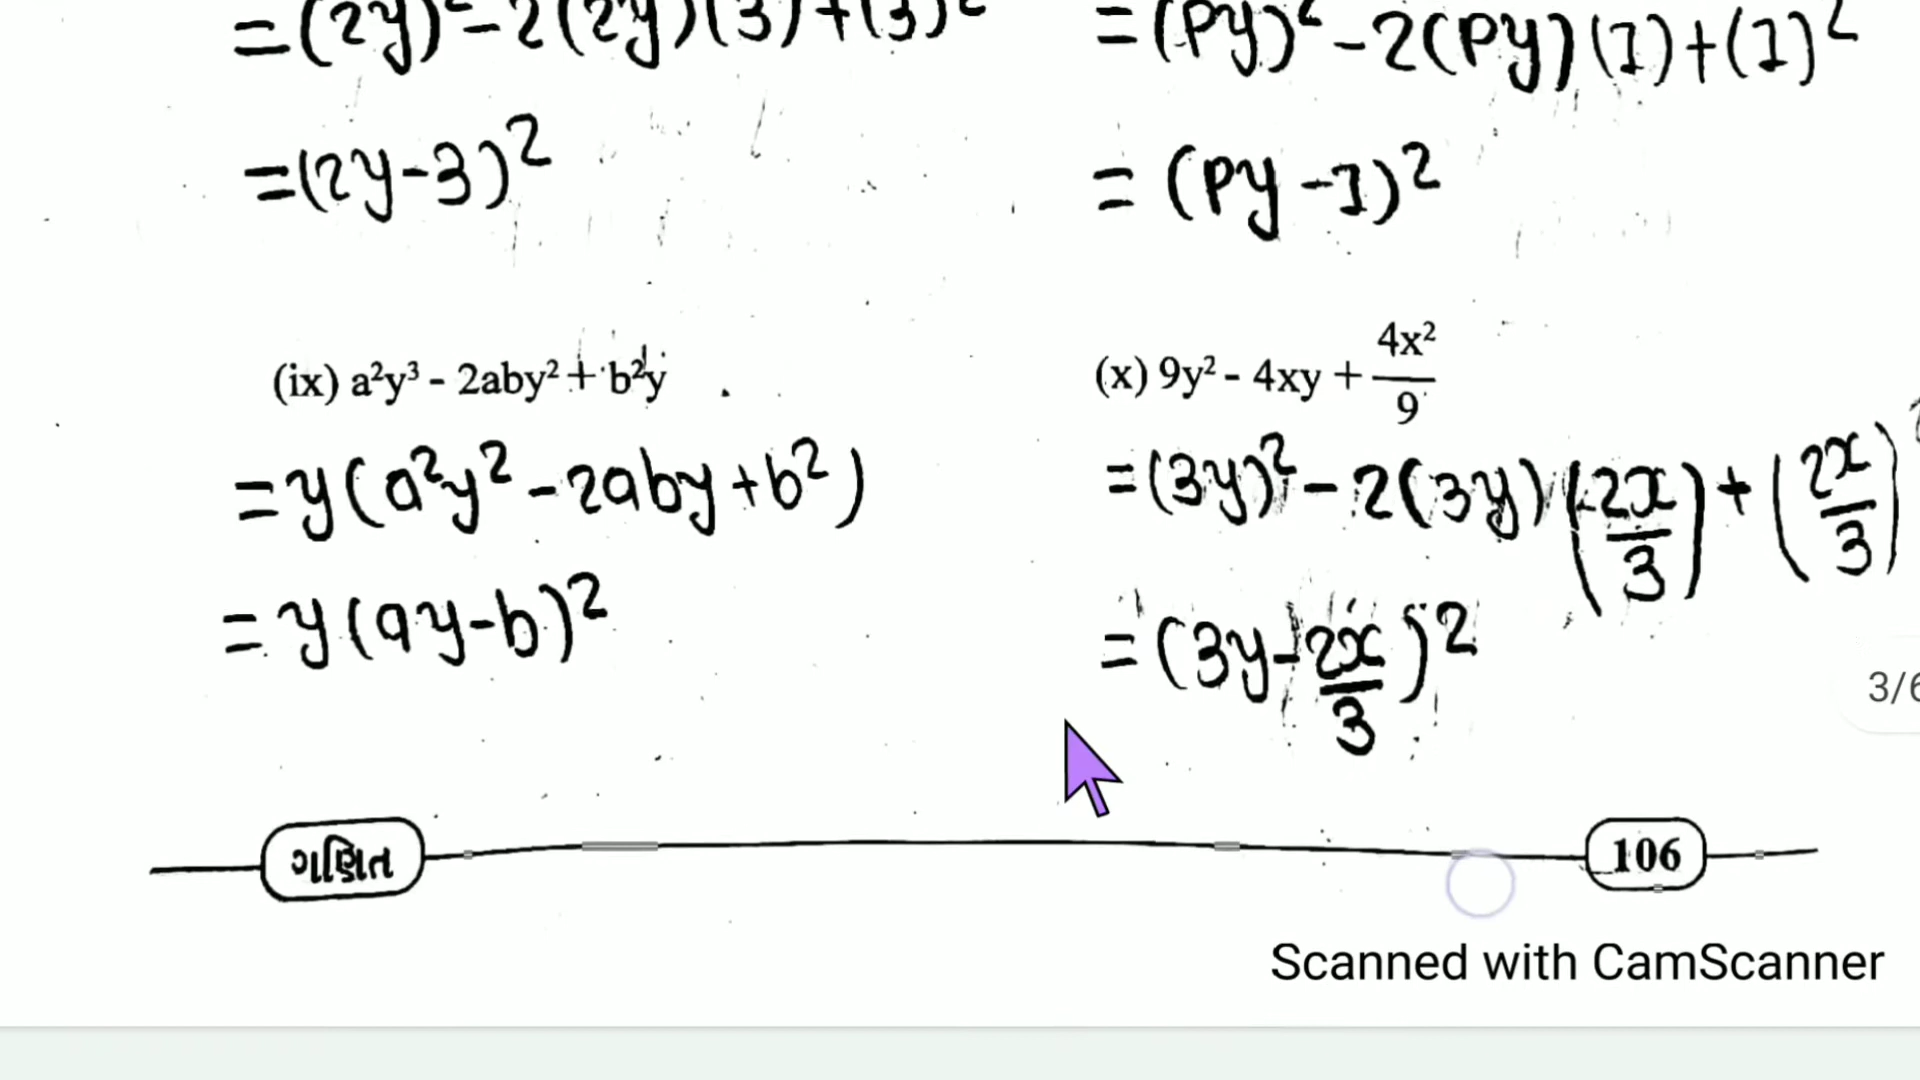 =(2y)²-2(2y)(3)+(3)²
=(2y-3)²
(ix) a²y³ - 2aby² + b²y
=y(a²y²-2aby+b²)
=y(ay-b)²
=(Py)²-2(Py)(1)+(1)²
=(Py-1)²
(x) 9y² - 4xy + 4x²/9
=(3y)²-2(3y)(2x/3)+(2x/3)
=(3y-2x/3)²
3/6
ગણિત
106
Scanned with CamScanner